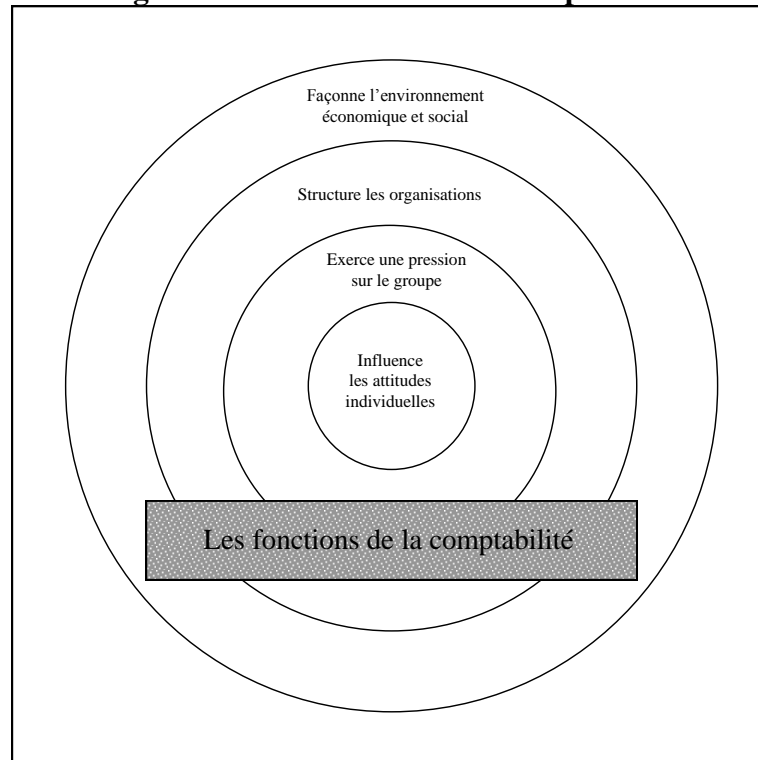 Façonne l’environnement
économique et social
Structure les organisations
Exerce une pression
sur le groupe
Influence
les attitudes
individuelles
Les fonctions de la comptabilité